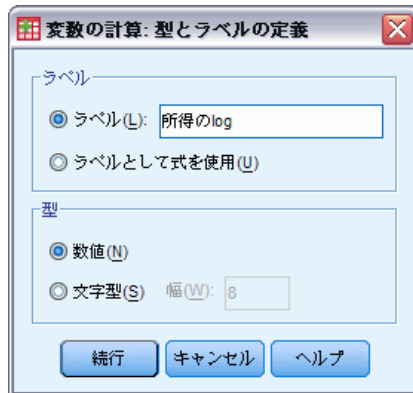 変数の計算: 型とラベルの定義
ラベル
ラベル(L): 所得のlog
ラベルとして式を使用(U)
型
数値(N)
文字型(S) 幅(W): 8
続行 キャンセル ヘルプ